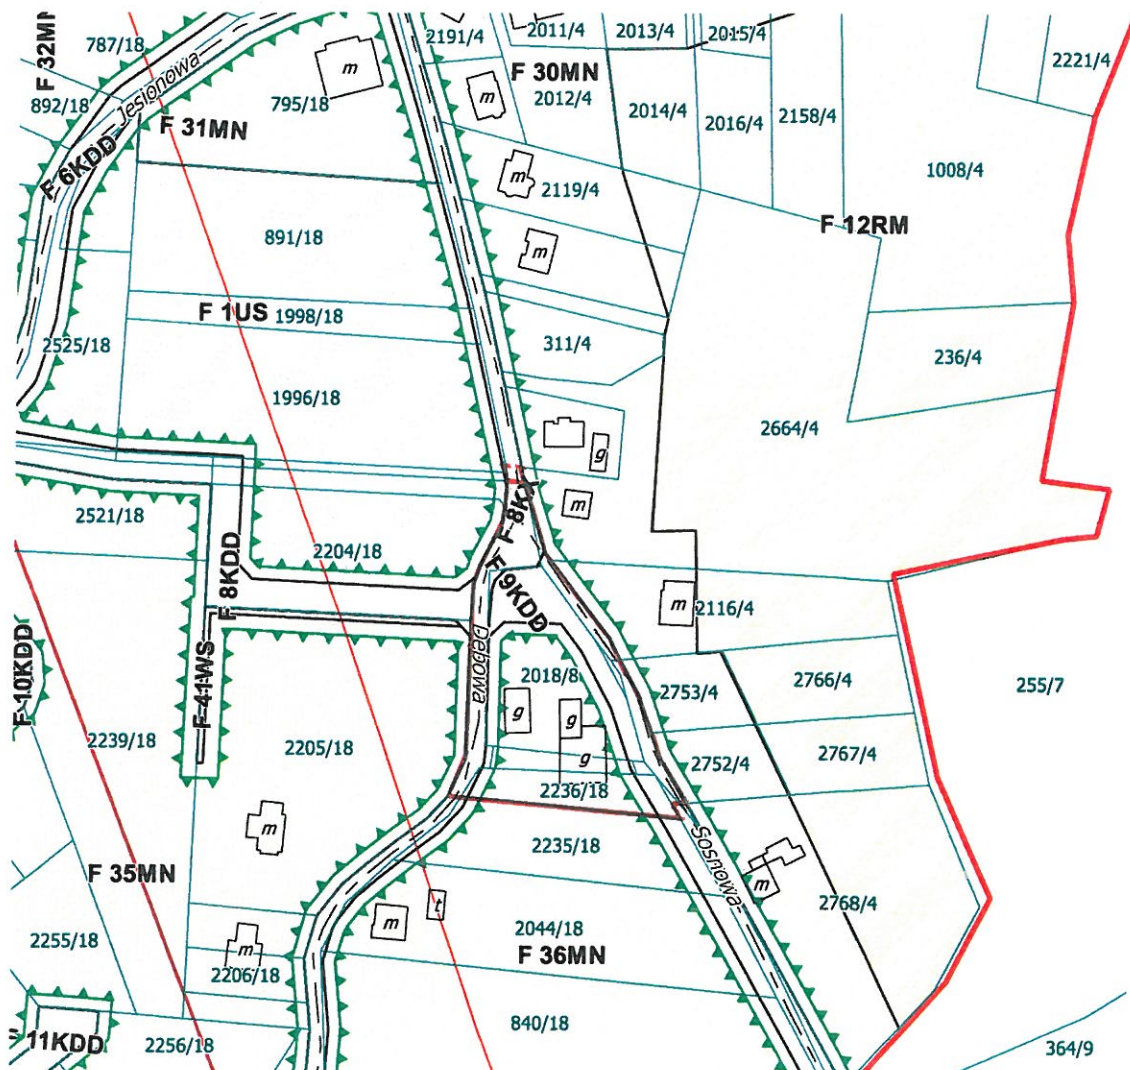 F 32MN
787/18
2191/4
2011/4
2013/4
2015/4
2221/4
Jesionowa
m
F 30MN
892/18
795/18
m
2012/4
2014/4
2016/4
2158/4
F 31MN
F 6KDD
1008/4
m
2119/4
F 12RM
891/18
m
F 1US
1998/18
2525/18
311/4
236/4
1996/18
2664/4
g
m
2521/18
2204/18
F 8KDD
F 9KDD
m
2116/4
Dębowa
F 10KDD
F 41WS
2018/8
2753/4
2766/4
255/7
g
g
2239/18
2205/18
g
2752/4
2767/4
2236/18
m
2235/18
Sosnowa
F 35MN
m
t
2768/4
2255/18
m
m
2044/18
F 36MN
2206/18
11KDD
2256/18
840/18
364/9